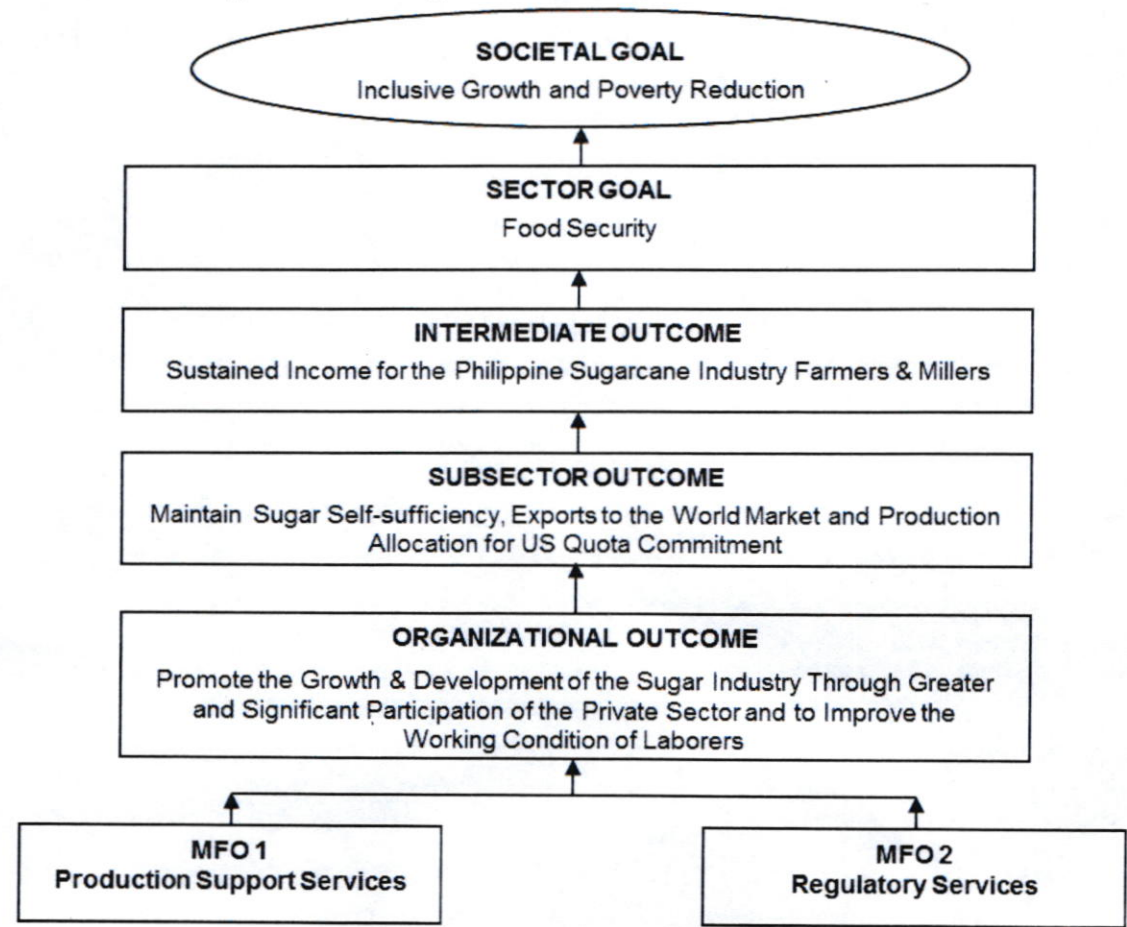 SOCIETAL GOAL
Inclusive Growth and Poverty Reduction
SECTOR GOAL
Food Security
INTERMEDIATE OUTCOME
Sustained Income for the Philippine Sugarcane Industry Farmers & Millers
SUBSECTOR OUTCOME
Maintain Sugar Self-sufficiency, Exports to the World Market and Production
Allocation for US Quota Commitment
ORGANIZATIONAL OUTCOME
Promote the Growth & Development of the Sugar Industry Through Greater
and Significant Participation of the Private Sector and to Improve the
Working Condition of Laborers
MFO 1
Production Support Services
MFO 2
Regulatory Services